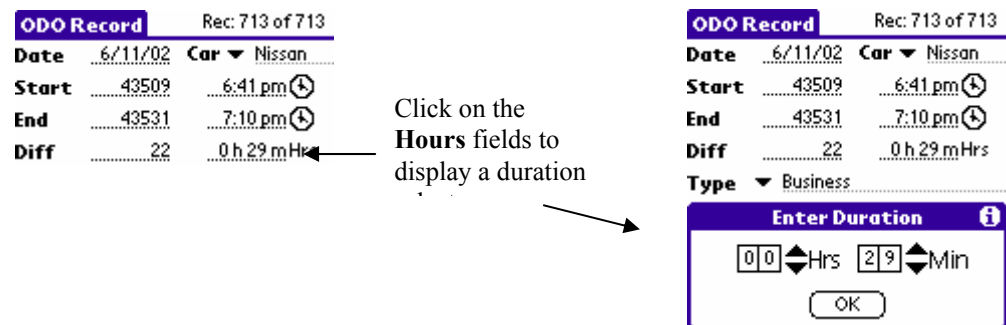 ODO Record Rec: 713 of 713
Date 6/11/02 Car Nissan
Start 43509 6:41 pm
End 43531 7:10 pm
Diff 22 0 h 29 m Hrs
Click on the
Hours fields to
display a duration
ODO Record Rec: 713 of 713
Date 6/11/02 Car Nissan
Start 43509 6:41 pm
End 43531 7:10 pm
Diff 22 0 h 29 m Hrs
Type Business
Enter Duration i
00 Hrs 29 Min
OK